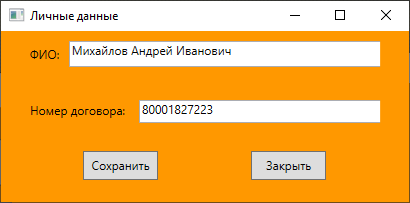 Личные данные
ФИО: Михайлов Андрей Иванович
Номер договора: 80001827223
Сохранить Закрыть